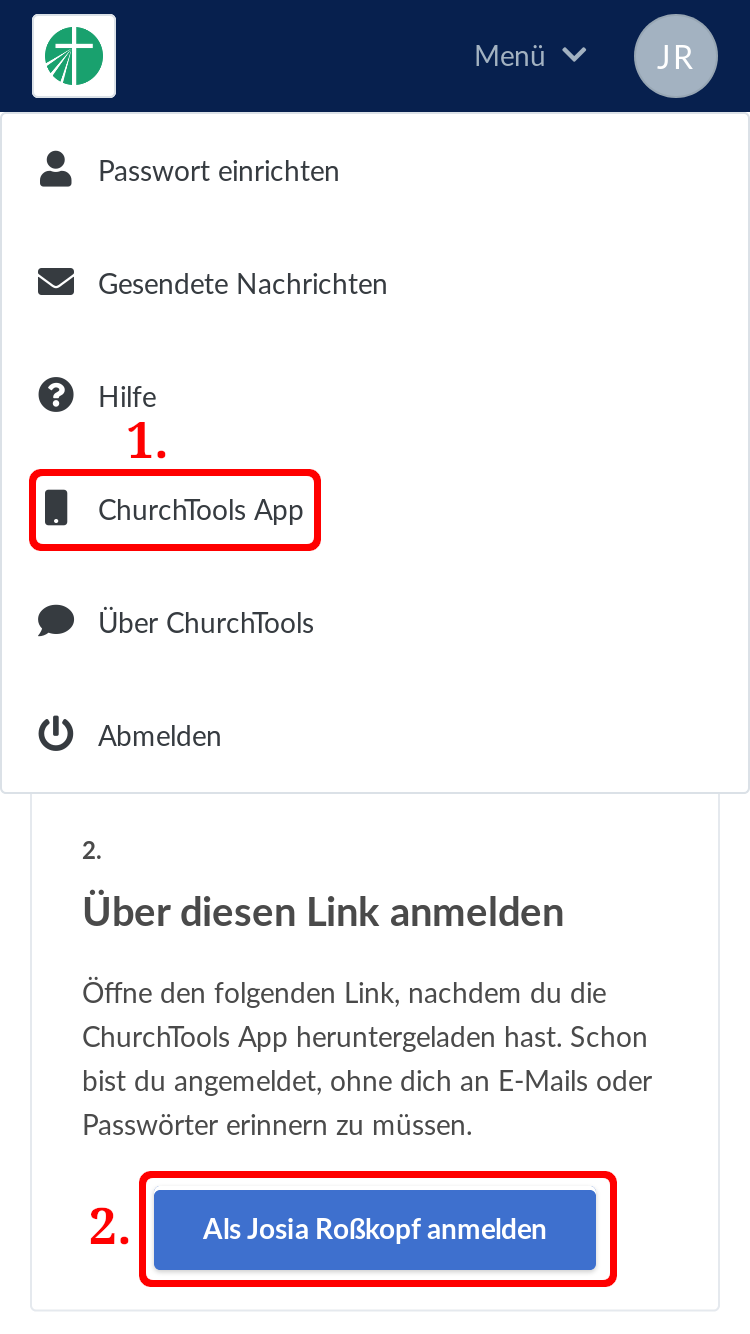 Menü
JR
Passwort einrichten
Gesendete Nachrichten
Hilfe
1.
ChurchTools App
Über ChurchTools
Abmelden
2.
Über diesen Link anmelden
Öffne den folgenden Link, nachdem du die
ChurchTools App heruntergeladen hast. Schon
bist du angemeldet, ohne dich an E-Mails oder
Passwörter erinnern zu müssen.
2.
Als Josia Roßkopf anmelden